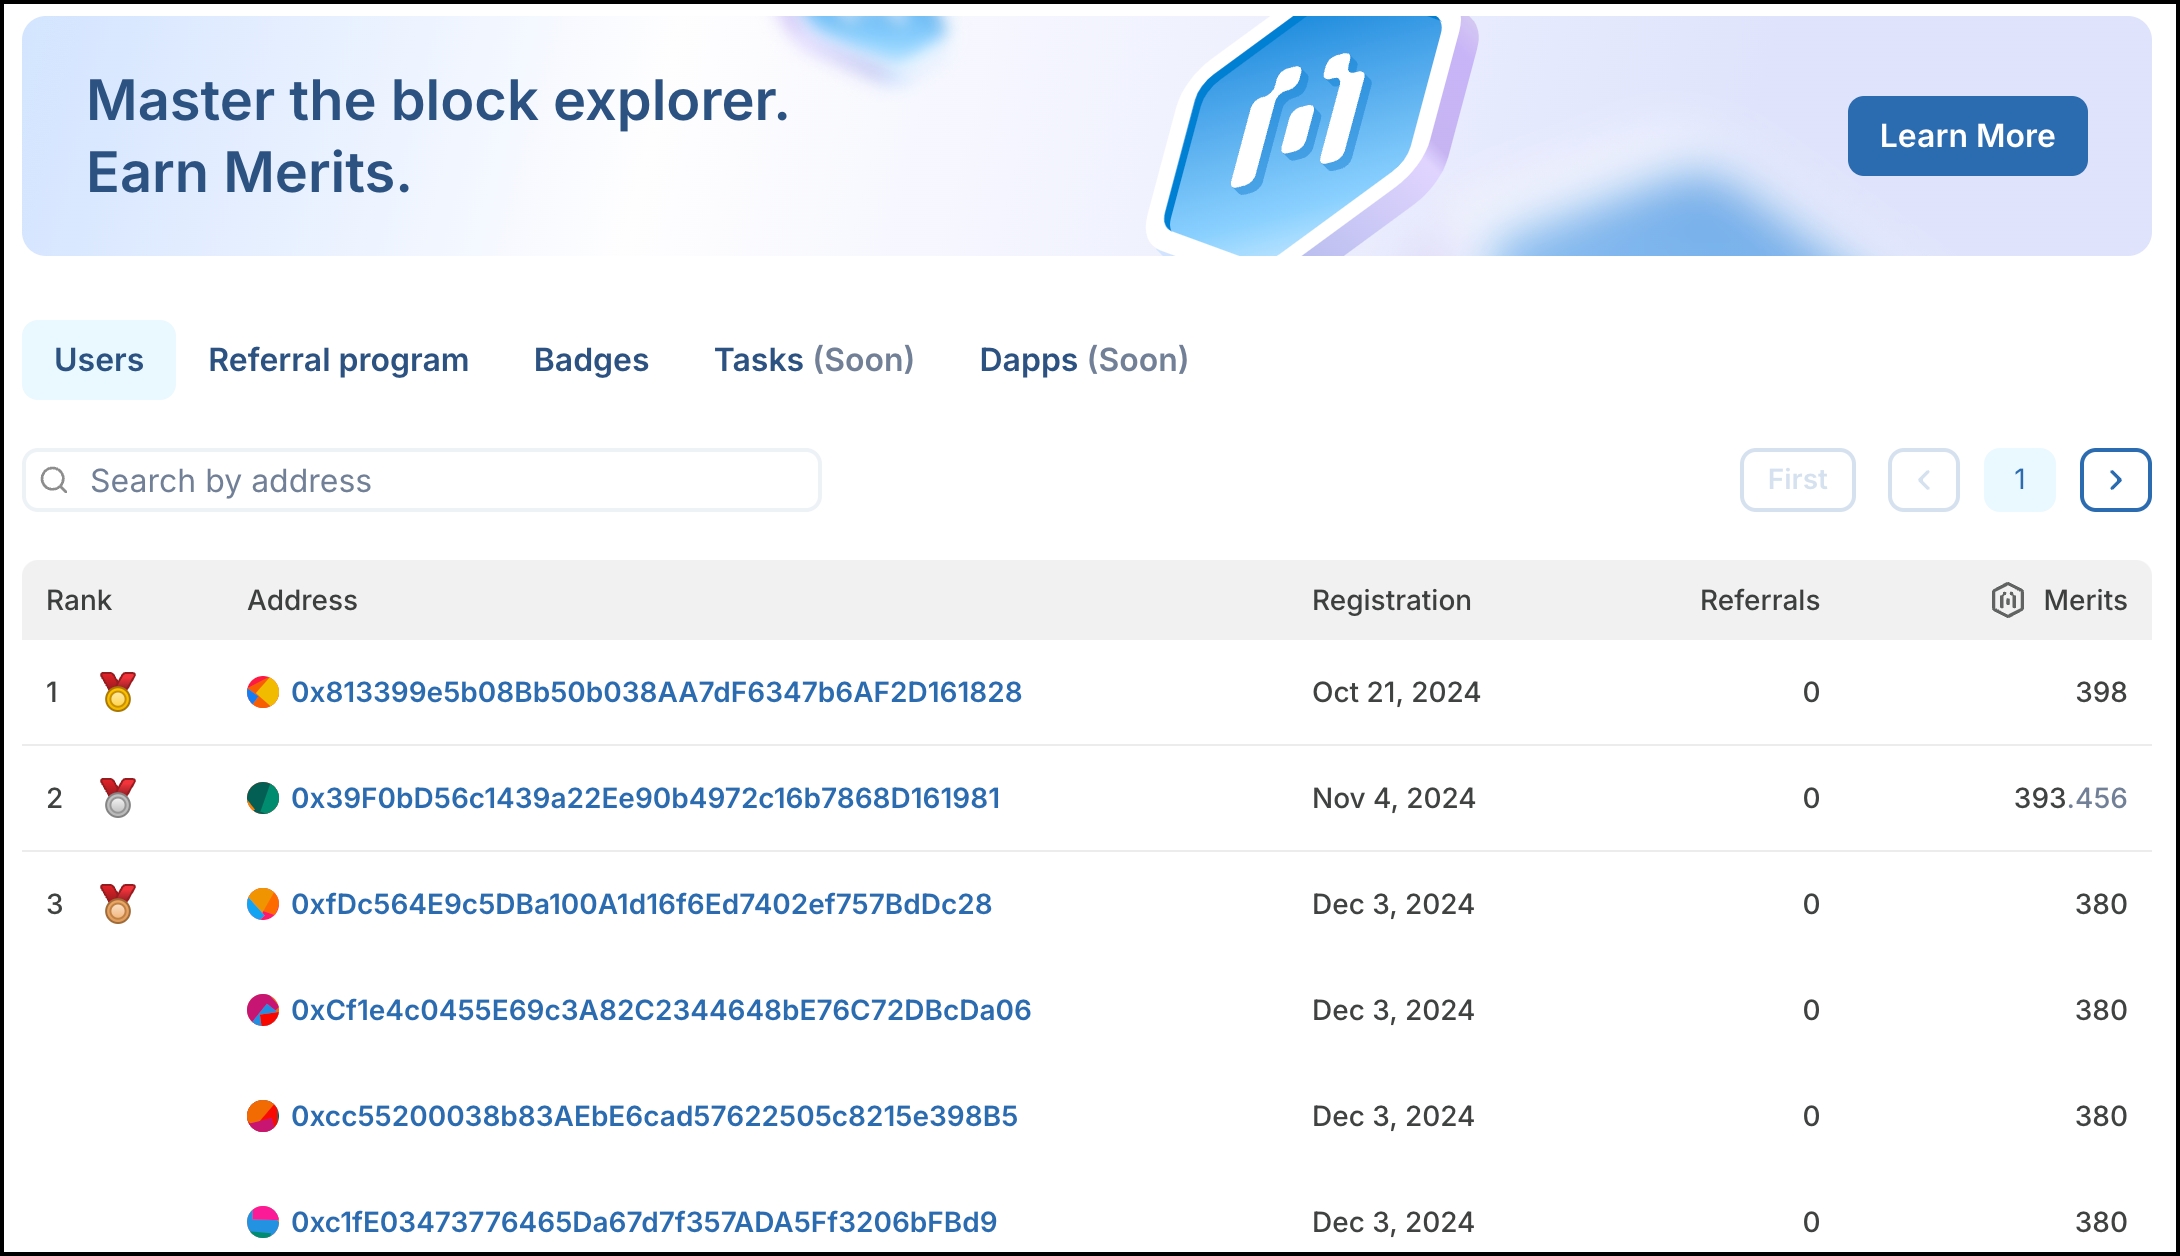 Master the block explorer.
Earn Merits.
Learn More
Users Referral program Badges Tasks (Soon) Dapps (Soon)
Search by address
First 1
Rank Address Registration Referrals Merits
1 0x813399e5b08Bb50b038AA7dF6347b6AF2D161828 Oct 21, 2024 0 398
2 0x39F0bD56c1439a22Ee90b4972c16b7868D161981 Nov 4, 2024 0 393.456
3 0xfDc564E9c5DBa100A1d16f6Ed7402ef757BdDc28 Dec 3, 2024 0 380
0xCf1e4c0455E69c3A82C2344648bE76C72DBcDa06 Dec 3, 2024 0 380
0xcc55200038b83AEbE6cad57622505c8215e398B5 Dec 3, 2024 0 380
0xc1fE03473776465Da67d7f357ADA5Ff3206bFBd9 Dec 3, 2024 0 380